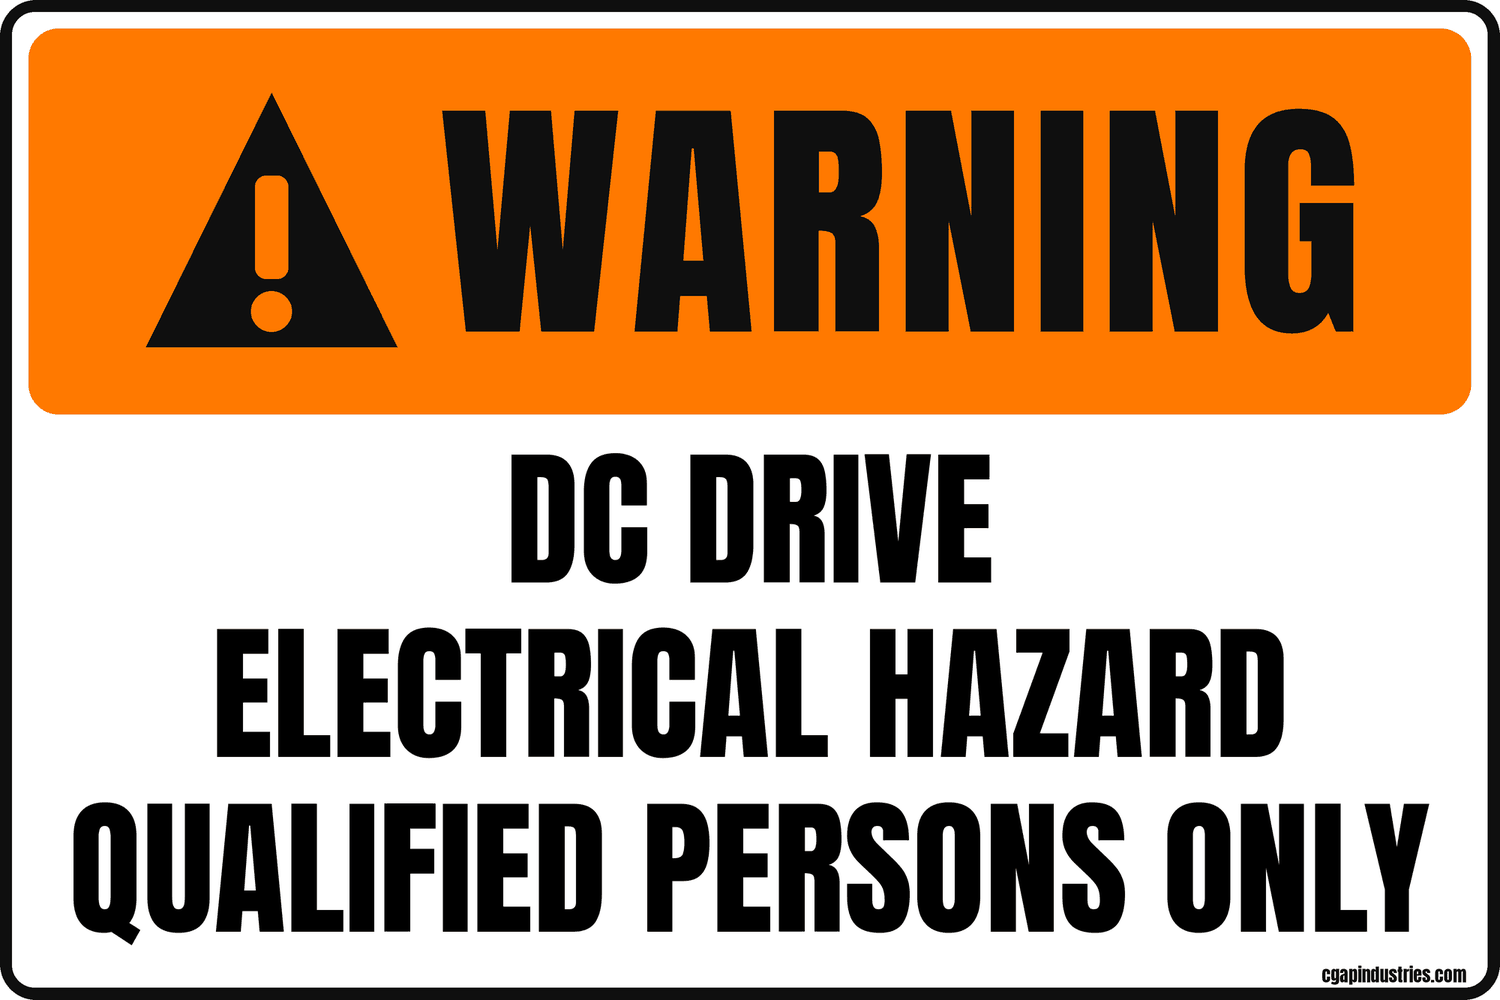 WARNING
DC DRIVE
ELECTRICAL HAZARD
QUALIFIED PERSONS ONLY
cgapindustries.com